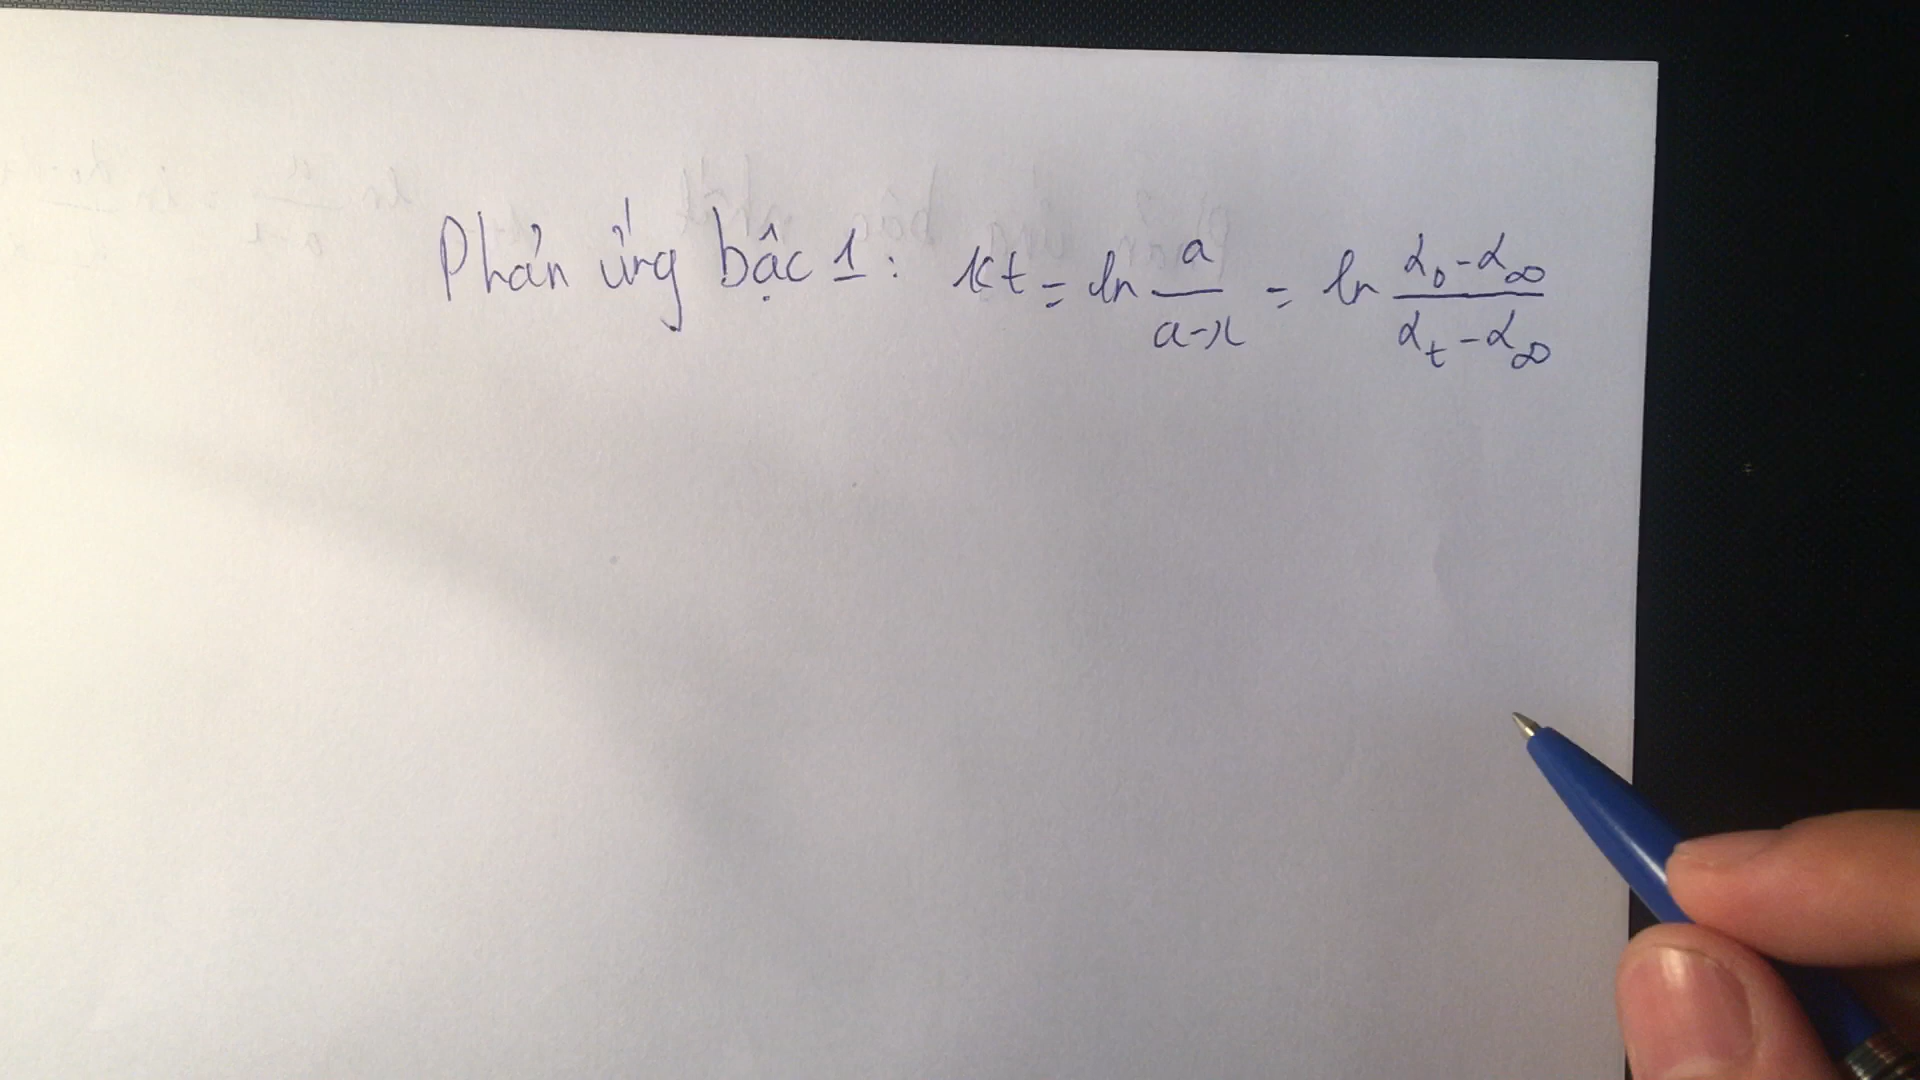 Phản ứng bậc 1 : kt = ln a/(a-x) = ln (α₀-α∞)/(αt-α∞)